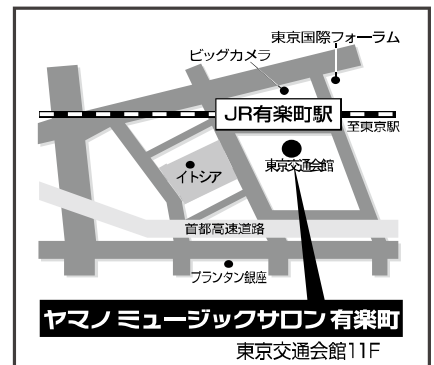 東京国際フォーラム
ビッグカメラ
JR有楽町駅
至東京駅
東京交通会館
イトシア
首都高速道路
プランタン銀座
ヤマノ ミュージックサロン 有楽町
東京交通会館11F